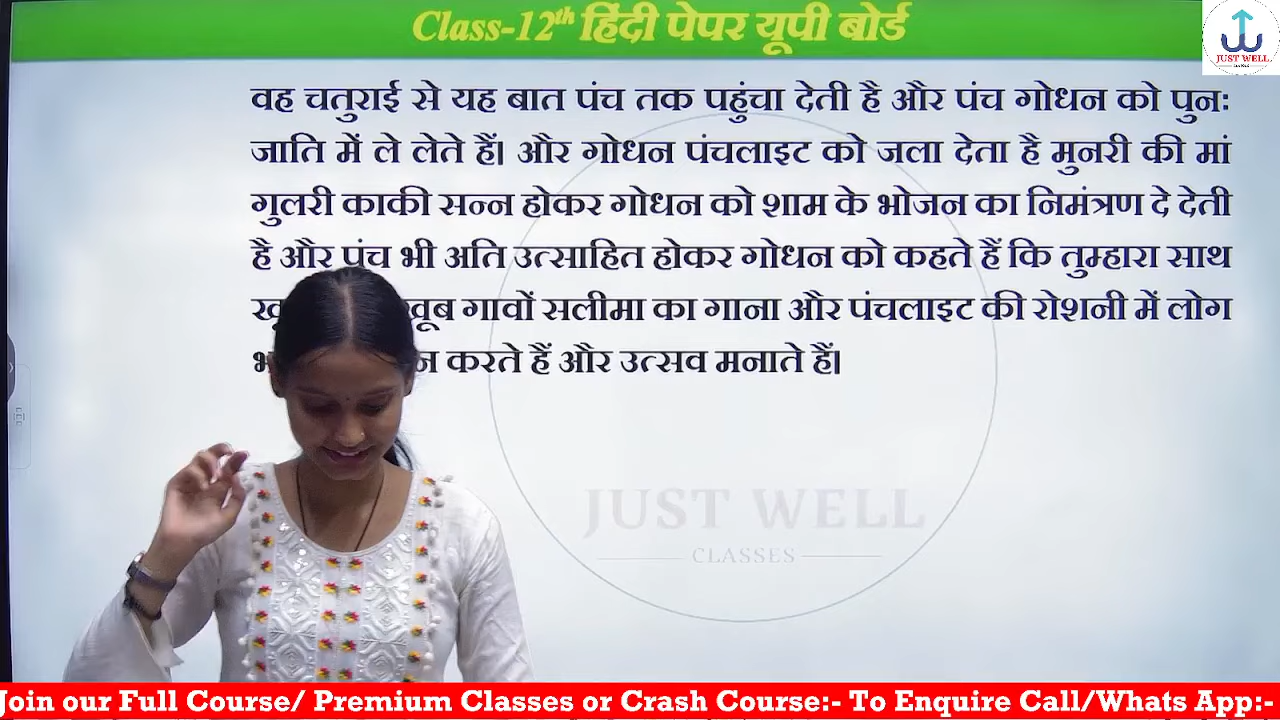 Class-12th हिंदी पेपर यूपी बोर्ड
JUST WELL
वह चतुराई से यह बात पंच तक पहुंचा देती है और पंच गोधन को पुनः
जाति में ले लेते हैं। और गोधन पंचलाइट को जला देता है मुनरी की मां
गुलरी काकी सन्न होकर गोधन को शाम के भोजन का निमंत्रण दे देती
है और पंच भी अति उत्साहित होकर गोधन को कहते हैं कि तुम्हारा साथ
खूब गावों सलीमा का गाना और पंचलाइट की रोशनी में लोग
करते हैं और उत्सव मनाते हैं।
JUST WELL
CLASSES
Join our Full Course/ Premium Classes or Crash Course:- To Enquire Call/Whats App:-